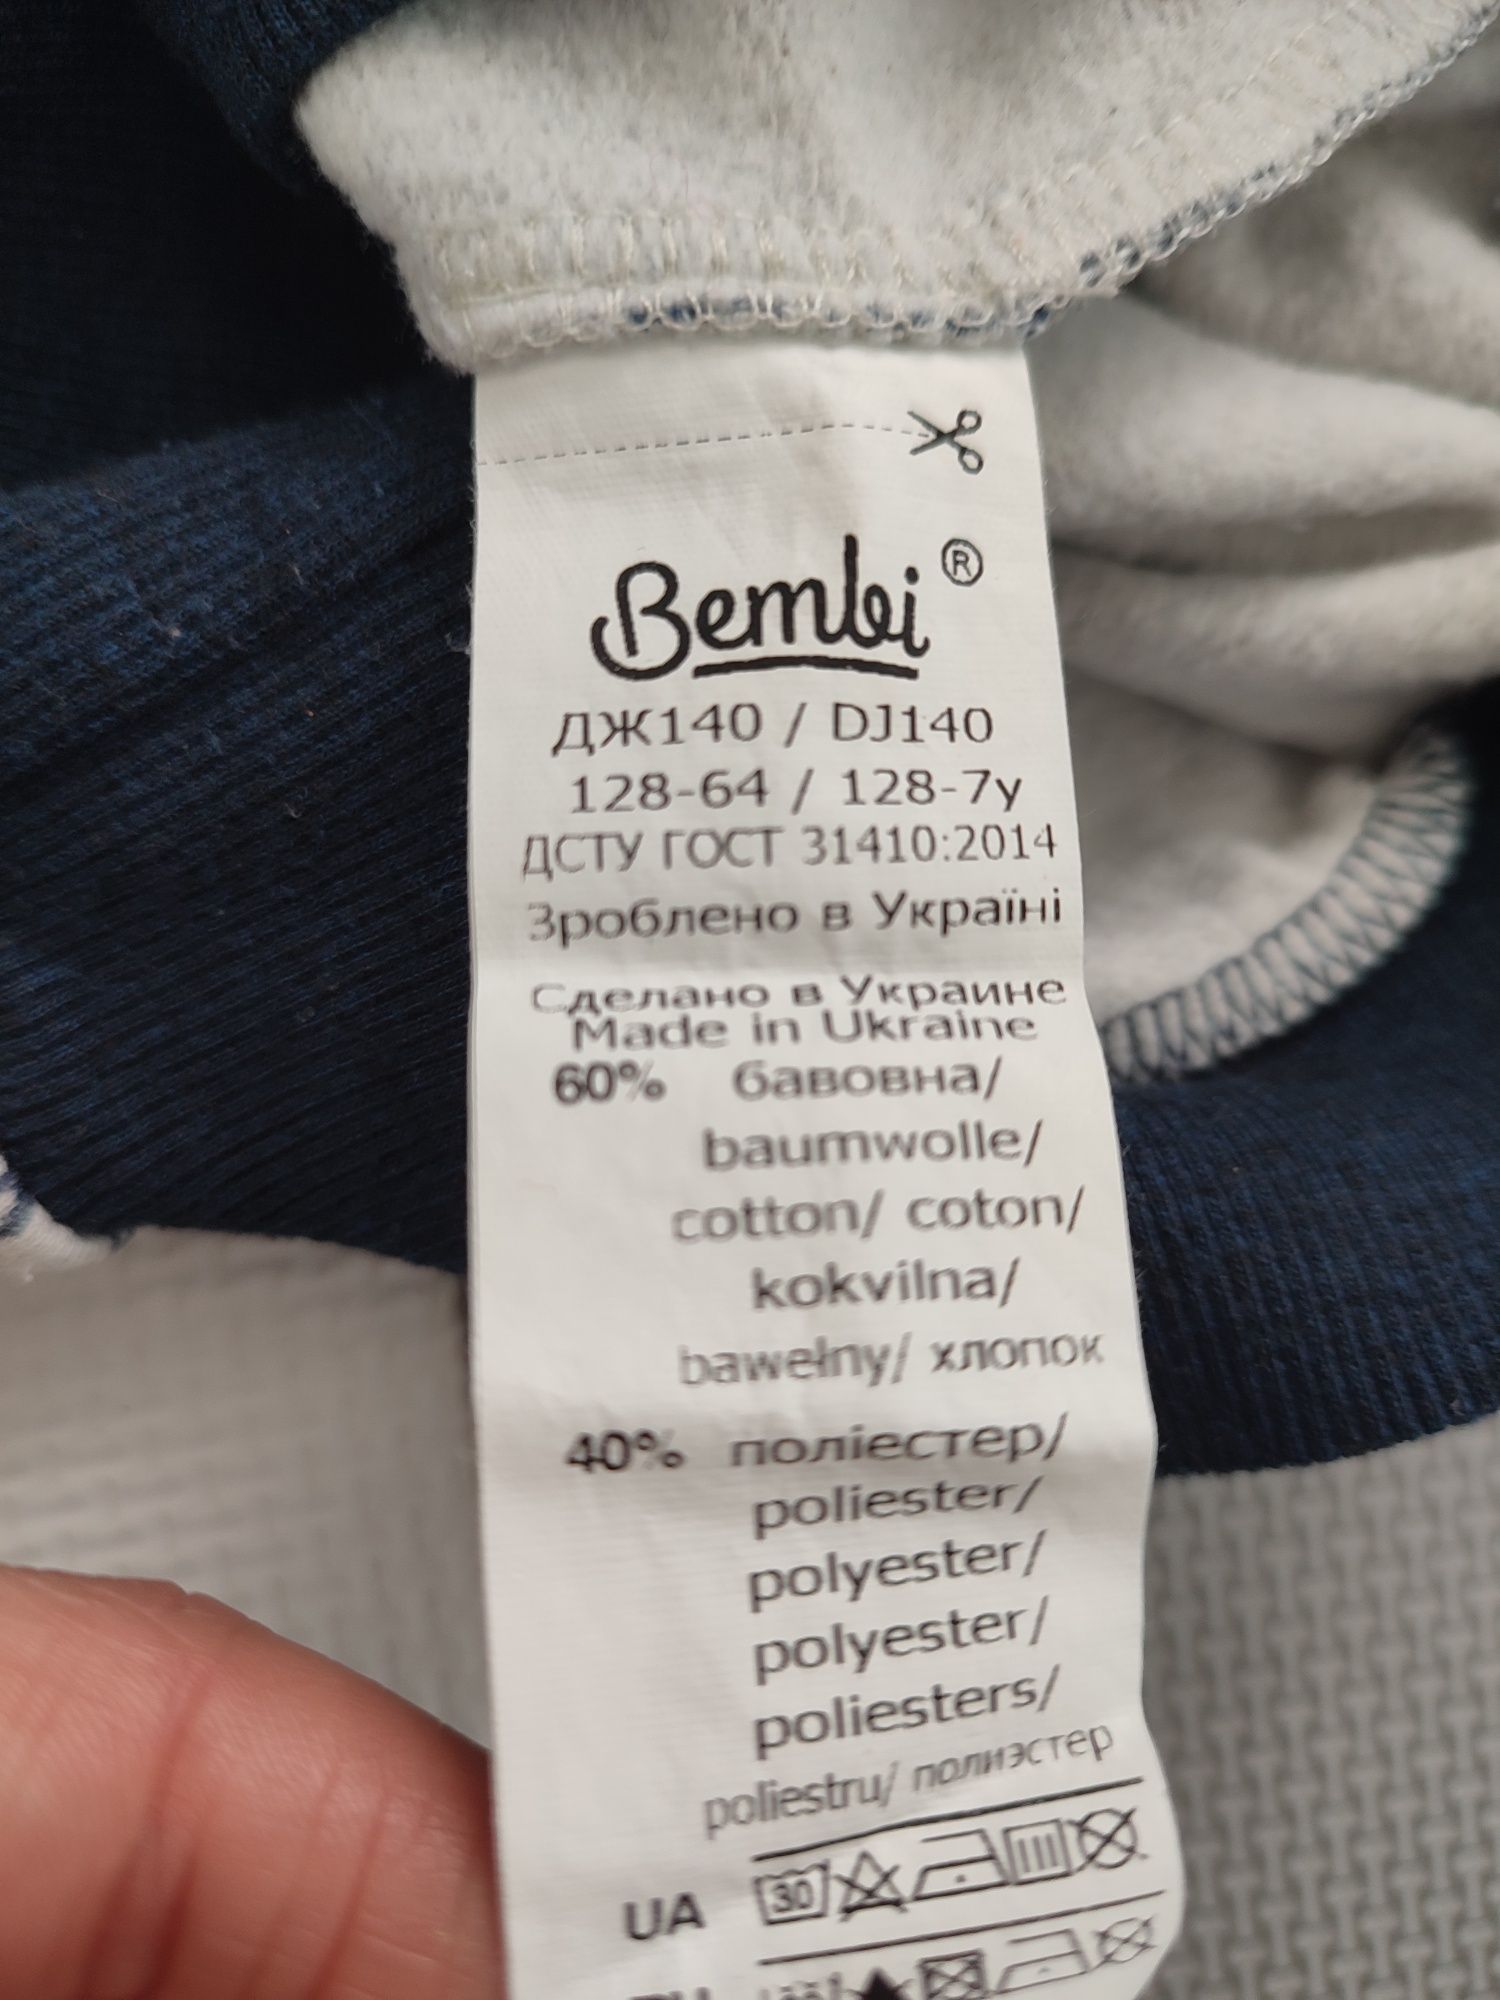 Bembi ®
ДЖ140 / DJ140
128-64 / 128-7y
ДСТУ ГОСТ 31410:2014
Зроблено в Україні
Сделано в Украине
Made in Ukraine
60% бавовна/
baumwolle/
cotton/ coton/
kokvilna/
bawełny/ хлопок
40% поліестер/
poliester/
polyester/
polyester/
poliesters/
poliestru/ полиэстер
UA 30